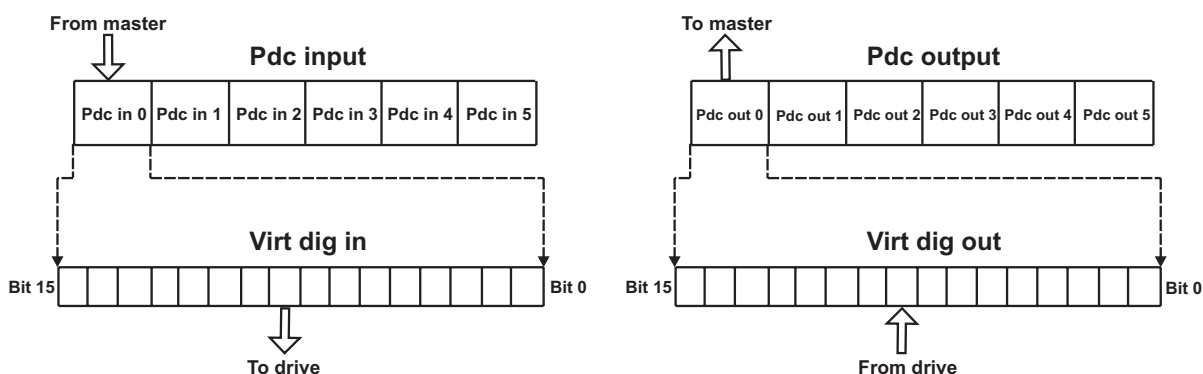 From master
Pdc input
Pdc in 0 Pdc in 1 Pdc in 2 Pdc in 3 Pdc in 4 Pdc in 5
Virt dig in
Bit 15 Bit 0
To drive
To master
Pdc output
Pdc out 0 Pdc out 1 Pdc out 2 Pdc out 3 Pdc out 4 Pdc out 5
Virt dig out
Bit 15 Bit 0
From drive